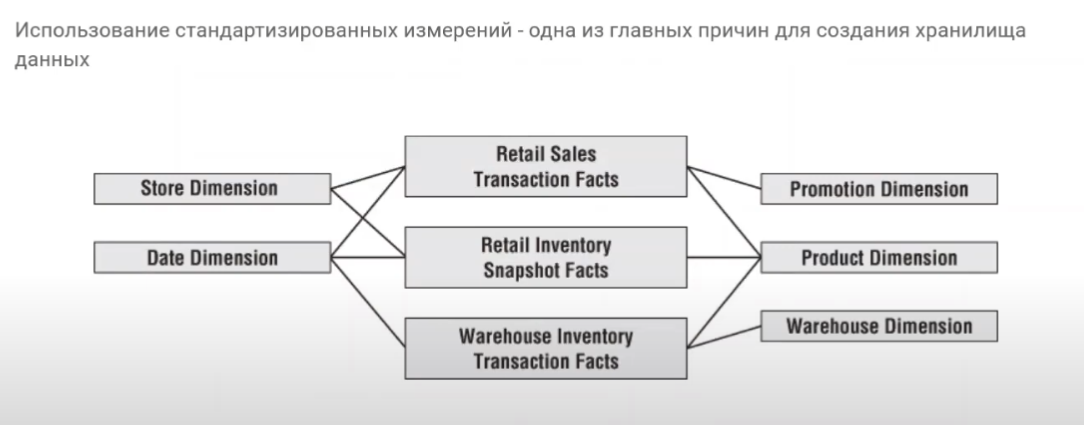 Использование стандартизированных измерений - одна из главных причин для создания хранилища
данных
Retail Sales
Transaction Facts
Store Dimension
Promotion Dimension
Retail Inventory
Snapshot Facts
Date Dimension
Product Dimension
Warehouse Inventory
Transaction Facts
Warehouse Dimension